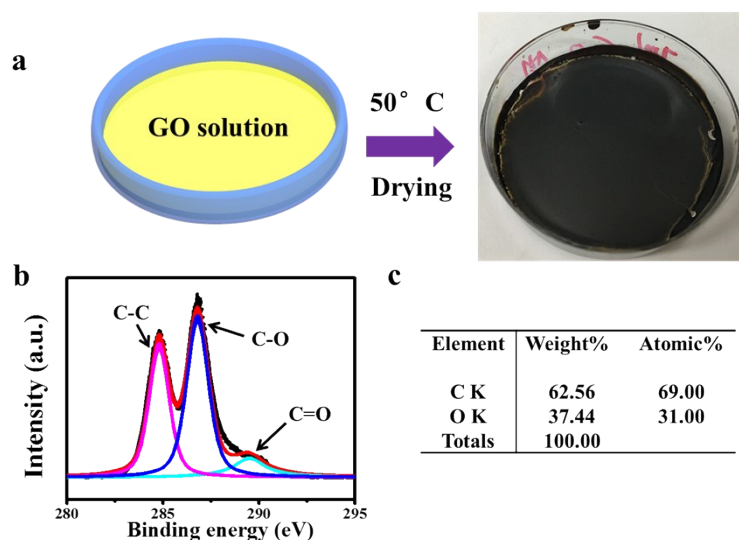 a
GO solution
50° C
Drying
b
C-C
C-O
C=O
Intensity (a.u.)
280 285 290 295
Binding energy (eV)
c
Element Weight% Atomic%
C K 62.56 69.00
O K 37.44 31.00
Totals 100.00